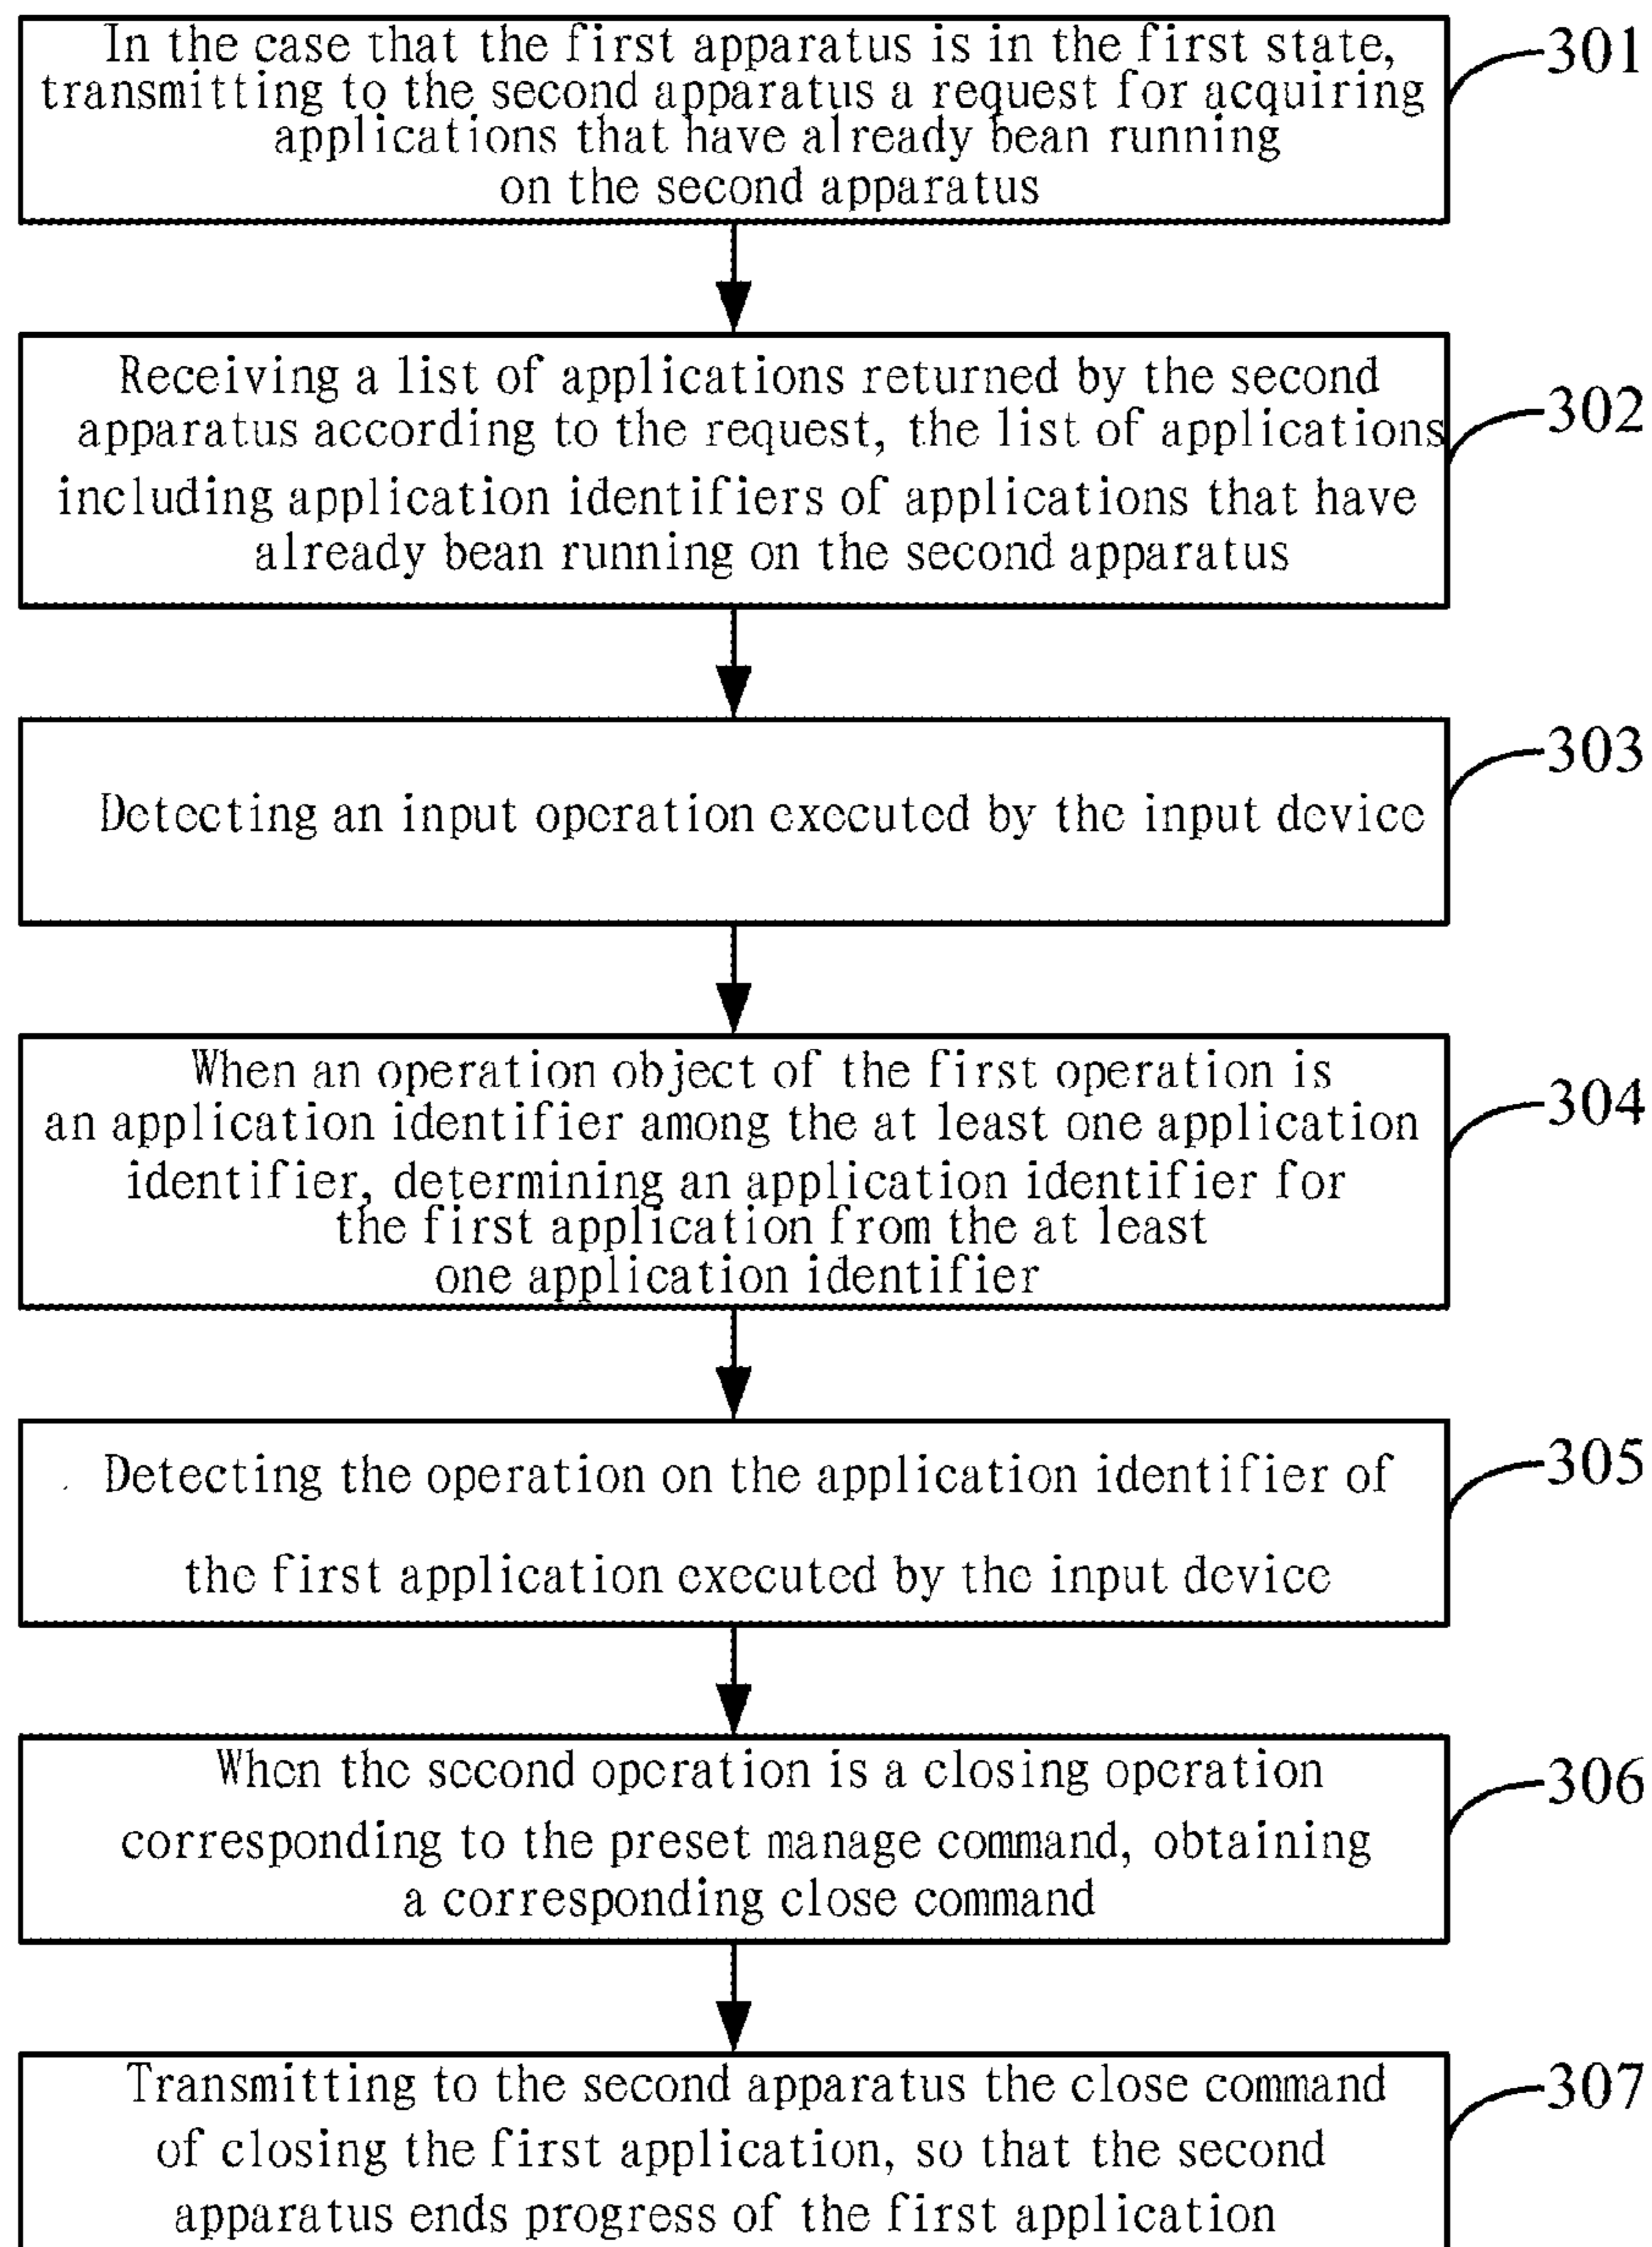 In the case that the first apparatus is in the first state,
transmitting to the second apparatus a request for acquiring
applications that have already bean running
on the second apparatus
301
Receiving a list of applications returned by the second
apparatus according to the request, the list of applications
including application identifiers of applications that have
already bean running on the second apparatus
302
Detecting an input operation executed by the input device
303
When an operation object of the first operation is
an application identifier among the at least one application
identifier, determining an application identifier for
the first application from the at least
one application identifier
304
Detecting the operation on the application identifier of
the first application executed by the input device
305
When the second operation is a closing operation
corresponding to the preset manage command, obtaining
a corresponding close command
306
Transmitting to the second apparatus the close command
of closing the first application, so that the second
apparatus ends progress of the first application
307